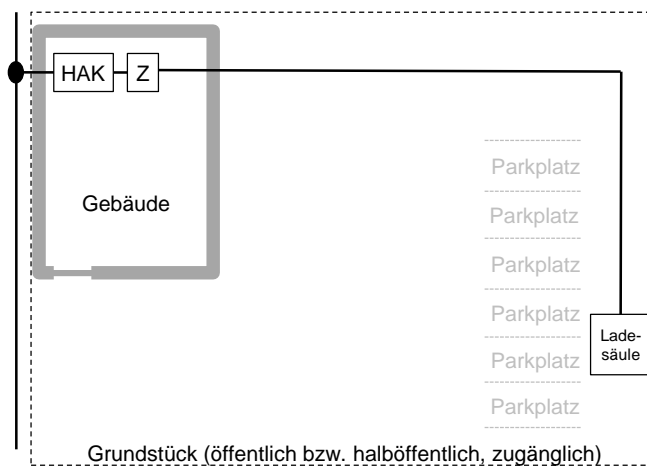 HAK
Z
Gebäude
Parkplatz
Parkplatz
Parkplatz
Parkplatz
Parkplatz
Parkplatz
Lade-
säule
Grundstück (öffentlich bzw. halböffentlich, zugänglich)